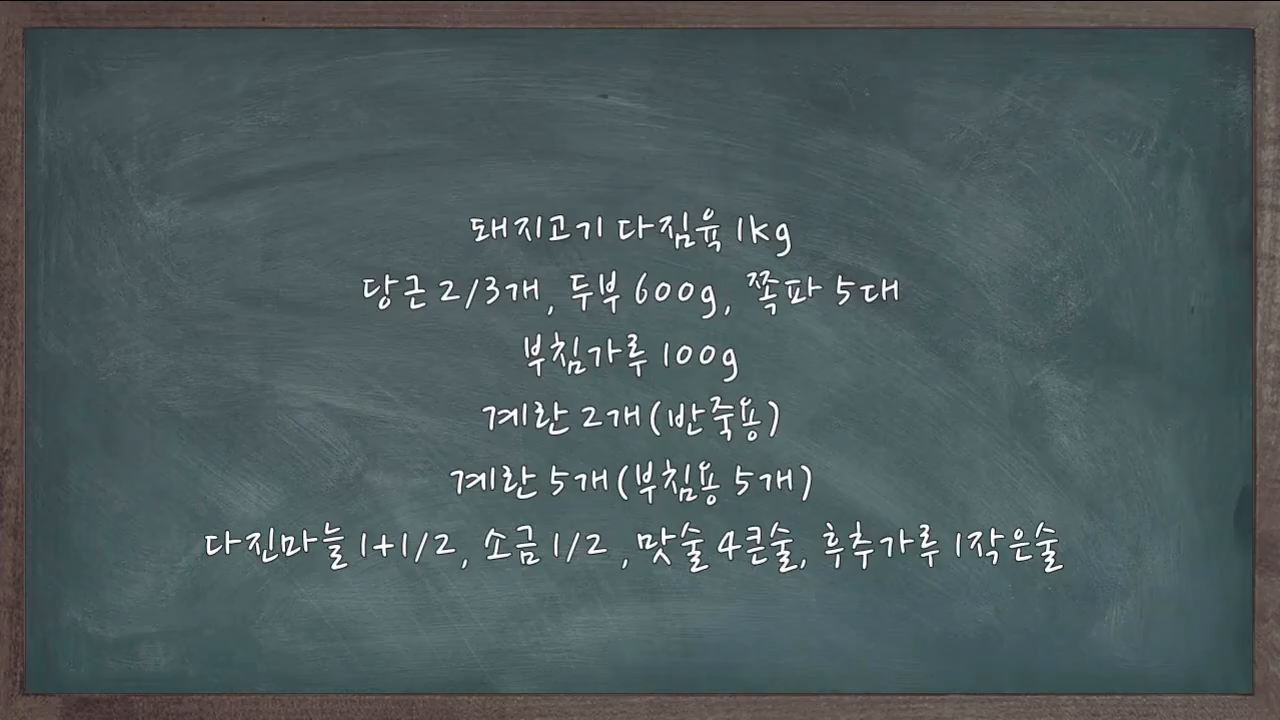 돼지고기 다짐육 1kg
당근 2/3개, 두부 600g, 쪽파 5대
부침가루 100g
계란 2개(반죽용)
계란 5개(부침용 5개)
다진마늘 1+1/2, 소금 1/2 , 맛술 4큰술, 후추가루 1작은술